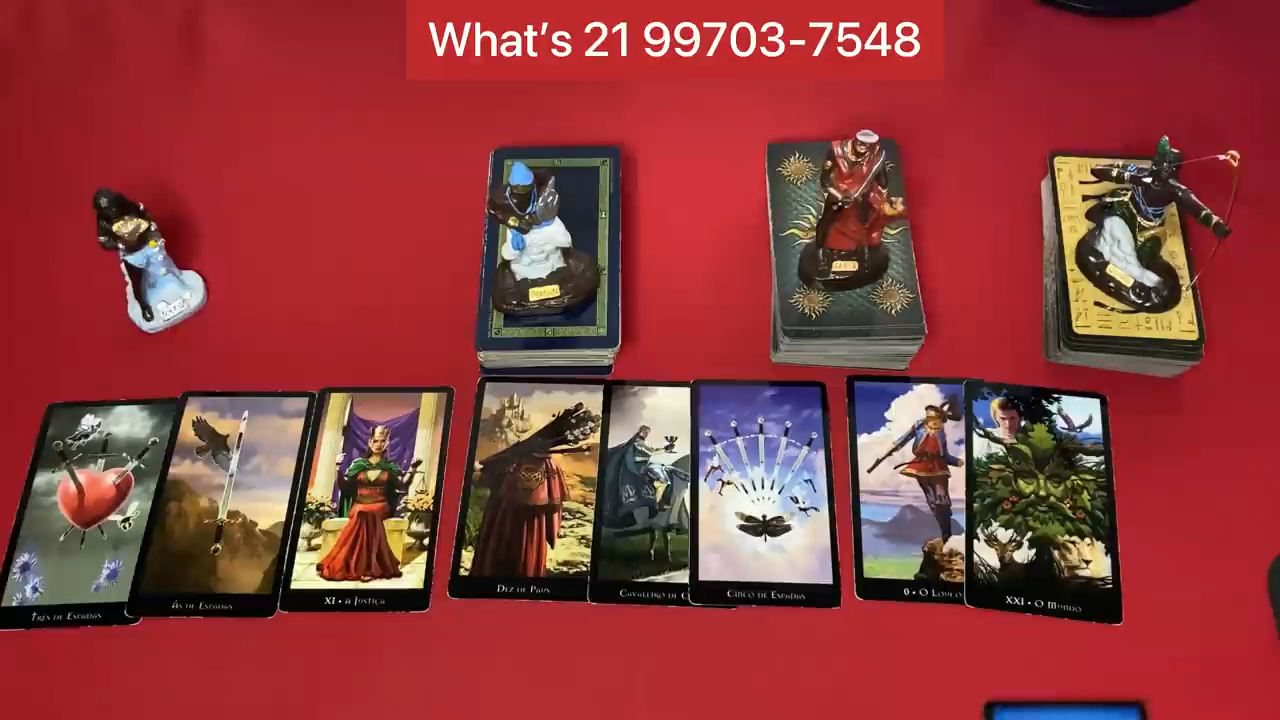 What’s 21 99703-7548
TRÊS DE ESPADAS
ÁS DE ESPADAS
XI • A JUSTIÇA
DEZ DE PAUS
CAVALEIRO DE
CINCO DE ESPADAS
0 • O LOUCO
XXI • O MUNDO